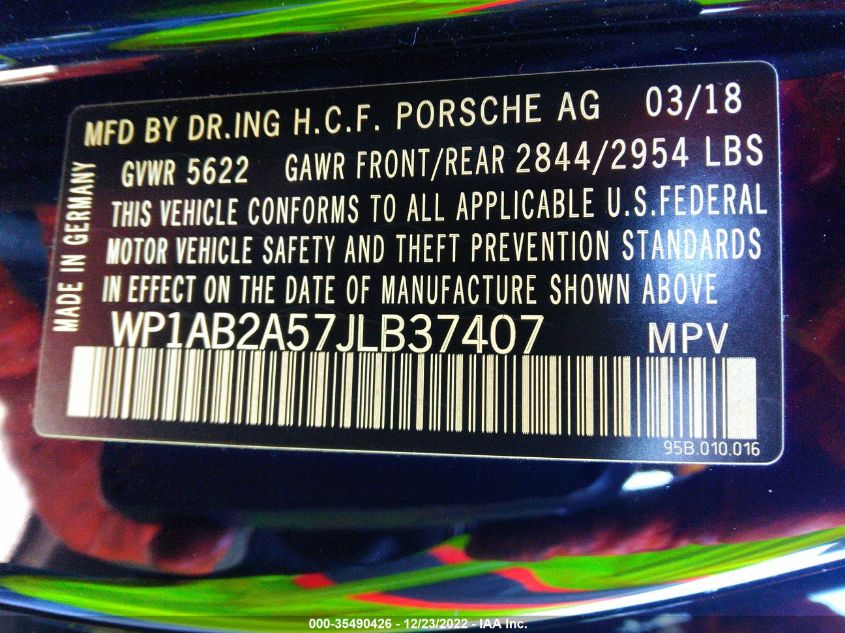 MFD BY DR.ING H.C.F. PORSCHE AG 03/18
GVWR 5622 GAWR FRONT/REAR 2844/2954 LBS
THIS VEHICLE CONFORMS TO ALL APPLICABLE U.S.FEDERAL
MOTOR VEHICLE SAFETY AND THEFT PREVENTION STANDARDS
IN EFFECT ON THE DATE OF MANUFACTURE SHOWN ABOVE
WP1AB2A57JLB37407 MPV
95B.010.016
MADE IN GERMANY
000-35490426 - 12/23/2022 - IAA Inc.